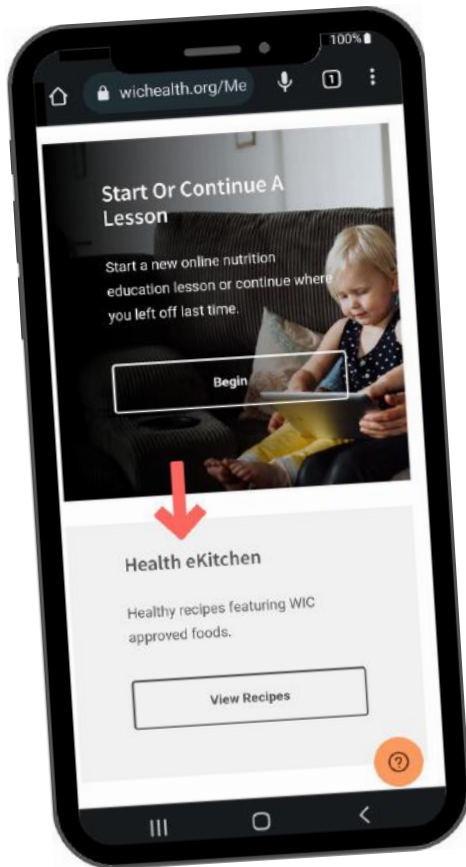 100%
wichealth.org/Me
1
Start Or Continue A
Lesson
Start a new online nutrition
education lesson or continue where
you left off last time.
Begin
Health eKitchen
Healthy recipes featuring WIC
approved foods.
View Recipes
?